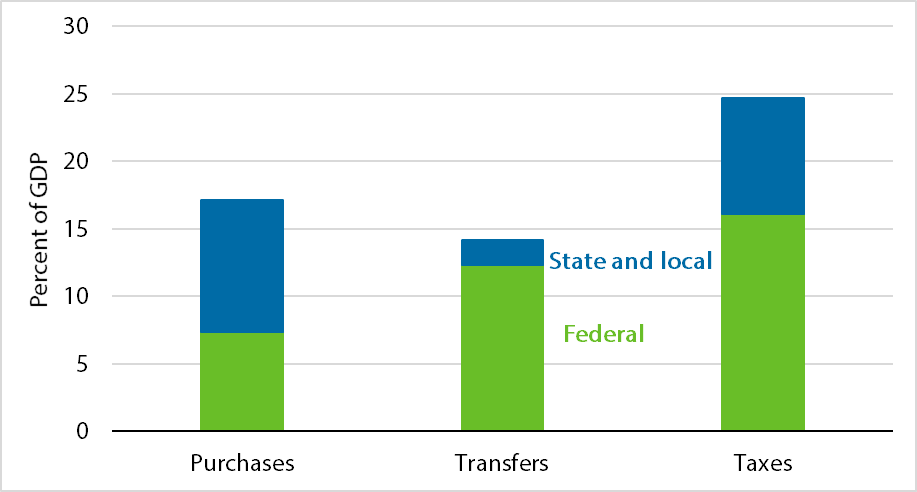 Percent of GDP
30
25
20
15
10
5
0
State and local
Federal
Purchases
Transfers
Taxes